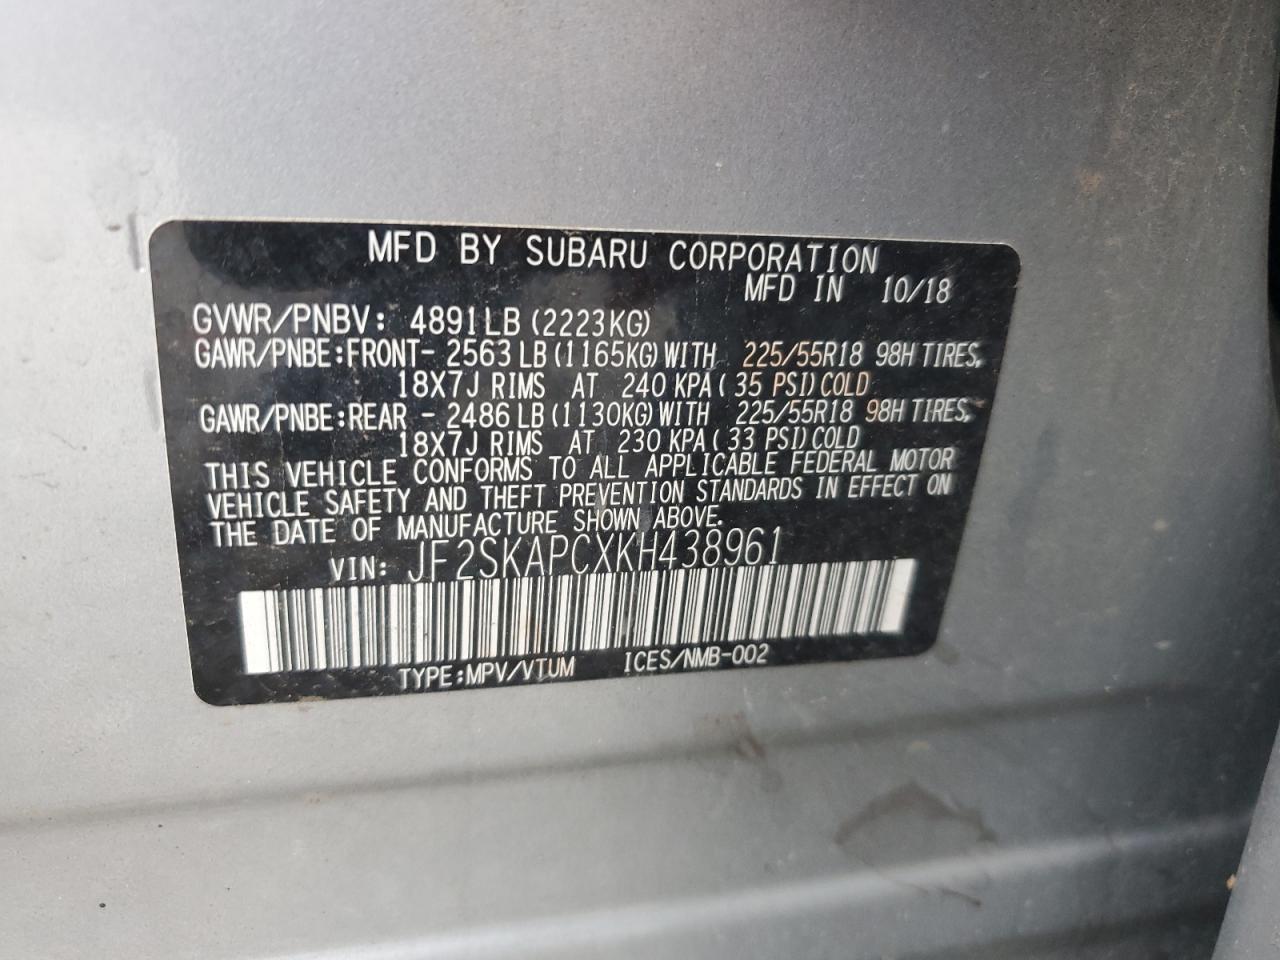 MFD BY SUBARU CORPORATION
MFD IN 10/18
GVWR/PNBV: 4891LB (2223KG)
GAWR/PNBE:FRONT- 2563 LB (1165KG) WITH 225/55R18 98H TIRES,
18X7J RIMS AT 240 KPA ( 35 PSI) COLD
GAWR/PNBE:REAR - 2486 LB (1130KG) WITH 225/55R18 98H TIRES,
18X7J RIMS AT 230 KPA ( 33 PSI) COLD
THIS VEHICLE CONFORMS TO ALL APPLICABLE FEDERAL MOTOR
VEHICLE SAFETY AND THEFT PREVENTION STANDARDS IN EFFECT ON
THE DATE OF MANUFACTURE SHOWN ABOVE.
VIN: JF2SKAPCXKH438961
TYPE:MPV/VTUM ICES/NMB-002